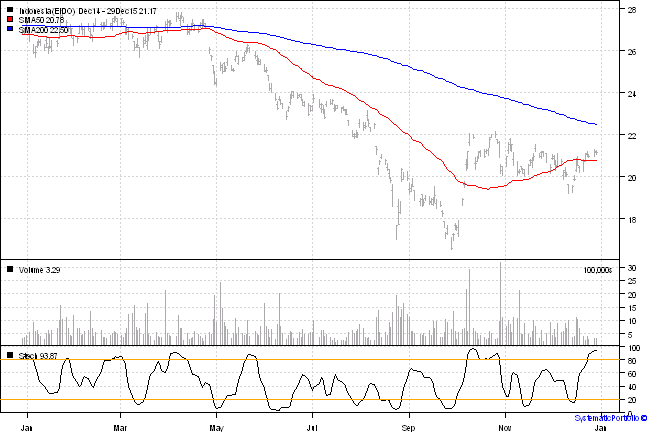 Indonesia(EIDO) Dec14 - 29Dec15 21.17
SMA50 20.78
SMA200 22.50
28
26
24
22
20
18
Volume 3.29
100,000s
30
25
20
15
10
5
Stoch 93.87
100
80
60
40
20
0
Jan
Mar
May
Jul
Sep
Nov
Jan
SystematicPortfolio ©